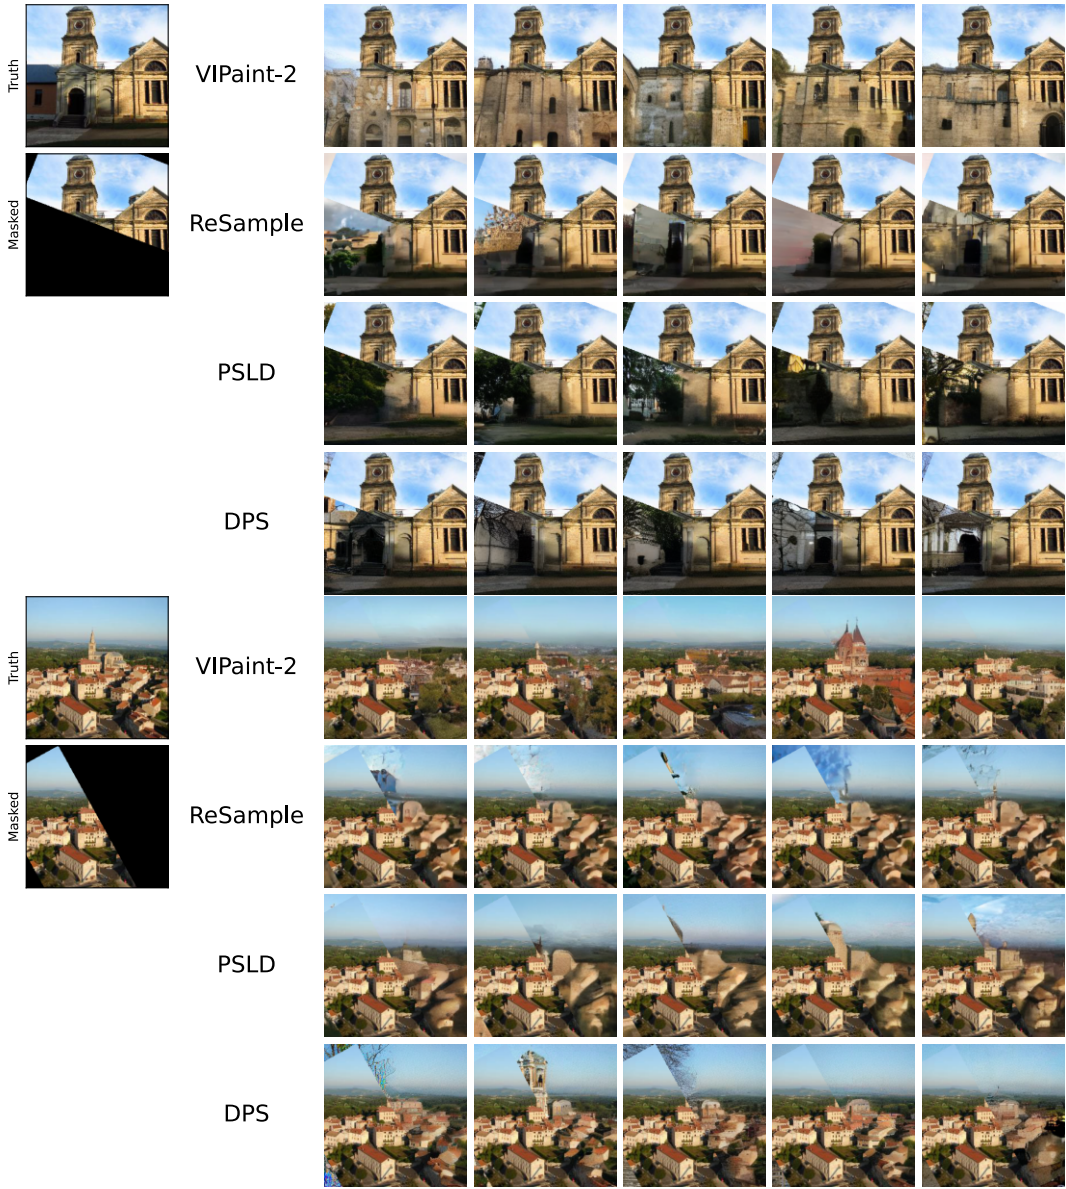 Truth
VIPaint-2
Masked
ReSample
PSLD
DPS
Truth
VIPaint-2
Masked
ReSample
PSLD
DPS